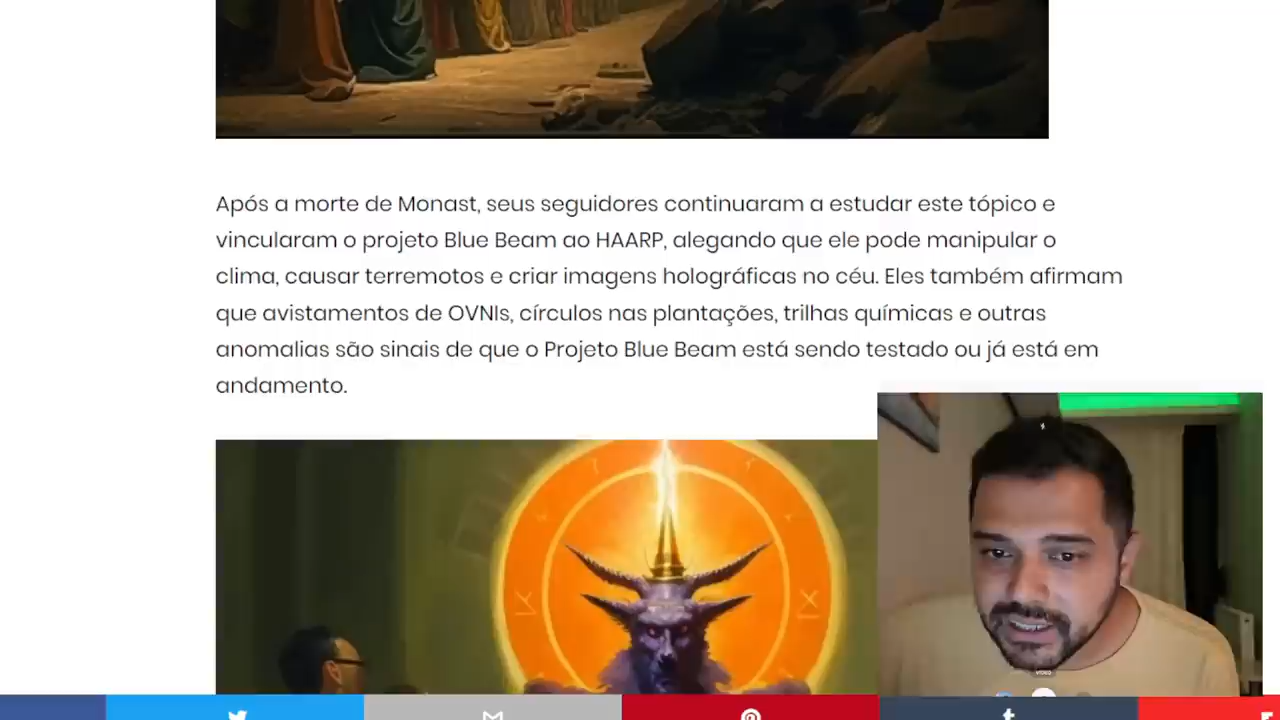 Após a morte de Monast, seus seguidores continuaram a estudar este tópico e
vincularam o projeto Blue Beam ao HAARP, alegando que ele pode manipular o
clima, causar terremotos e criar imagens holográficas no céu. Eles também afirmam
que avistamentos de OVNIs, círculos nas plantações, trilhas químicas e outras
anomalias são sinais de que o Projeto Blue Beam está sendo testado ou já está em
andamento.